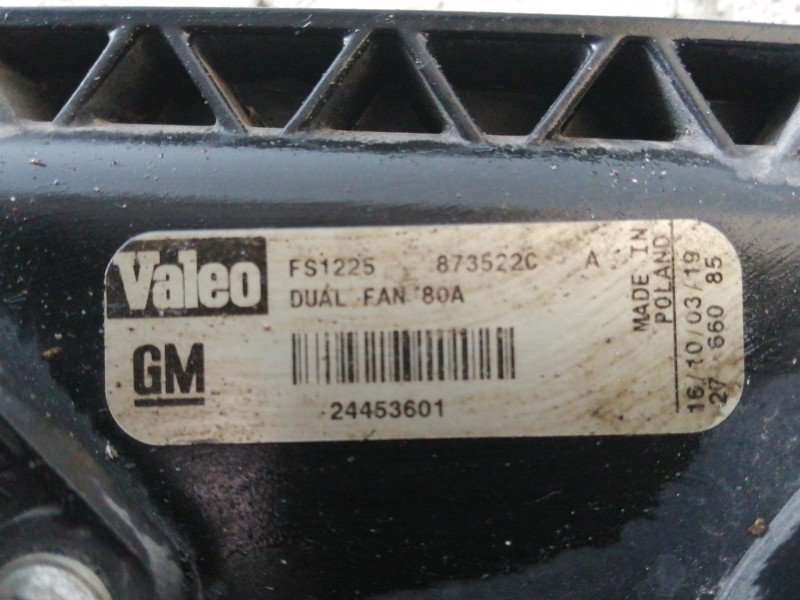 Valeo
FS1225 873522C A
DUAL FAN 80A
GM
24453601
MADE IN
POLAND
16/10/03/19
27 660 85